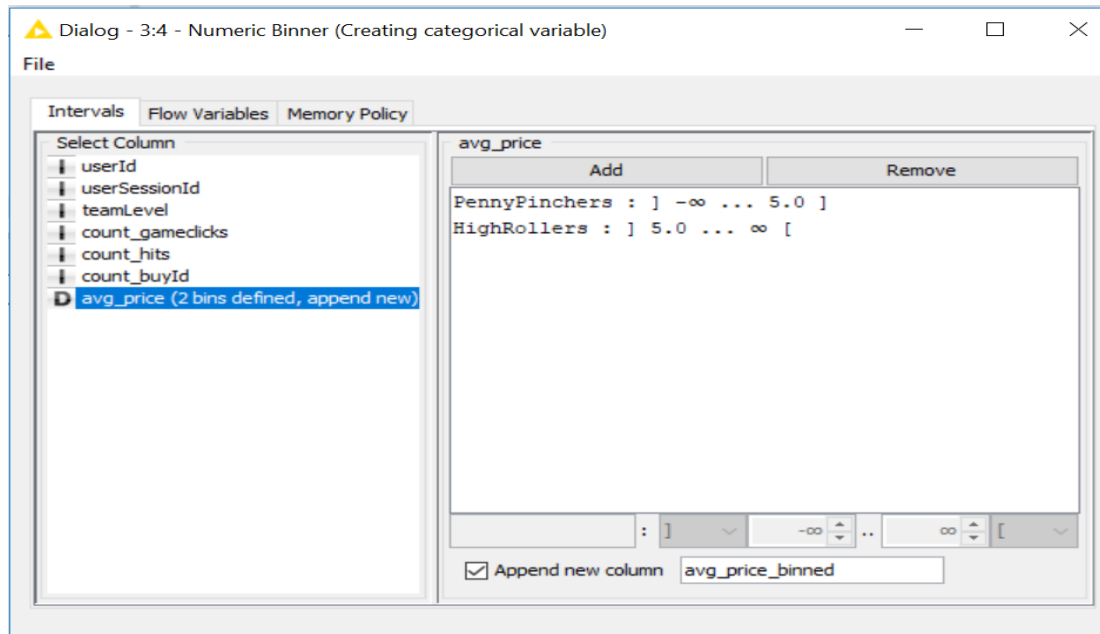 Dialog - 3:4 - Numeric Binner (Creating categorical variable)
File
Intervals Flow Variables Memory Policy
Select Column
I userId
I userSessionId
I teamLevel
I count_gameclicks
I count_hits
I count_buyId
D avg_price (2 bins defined, append new)
avg_price
Add Remove
PennyPinchers : ] -∞ ... 5.0 ]
HighRollers : ] 5.0 ... ∞ [
: ] -∞ .. ∞ [
Append new column avg_price_binned